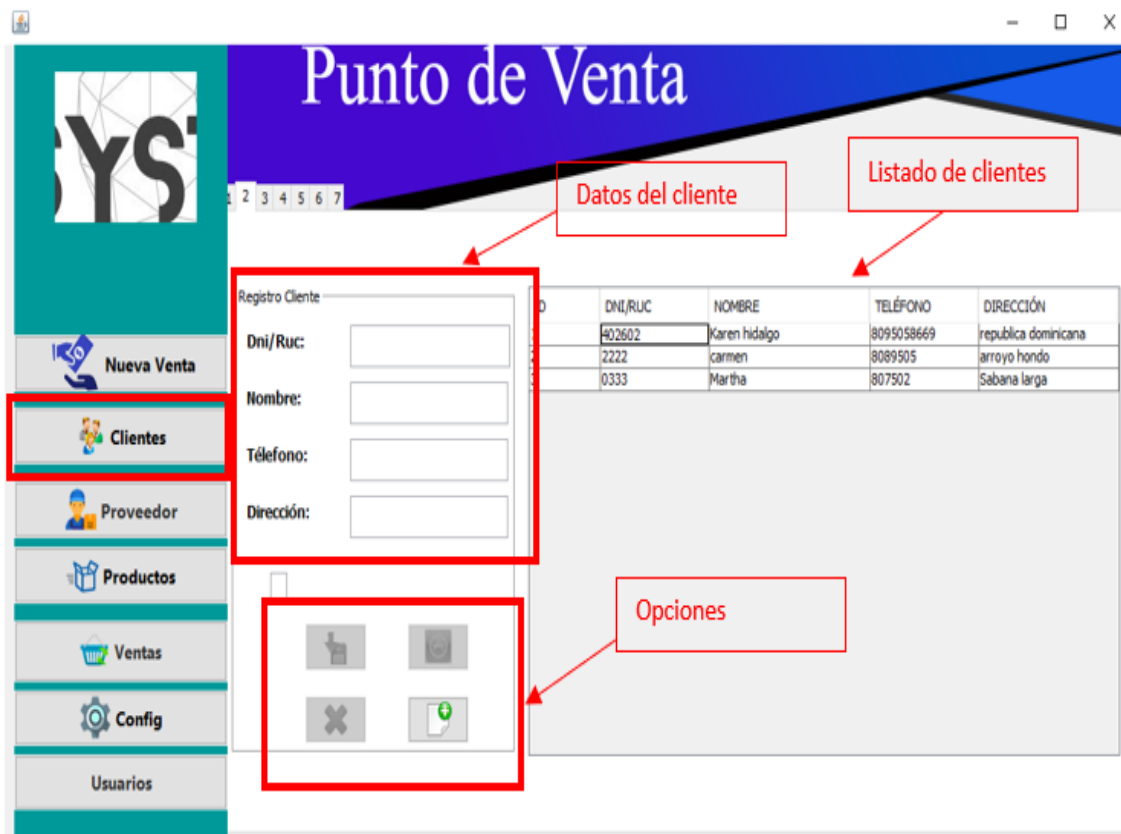 Punto de Venta
SYST
1 2 3 4 5 6 7
Datos del cliente
Listado de clientes
Registro Cliente
Dni/Ruc:
Nombre:
Télefono:
Dirección:
DNI/RUC NOMBRE TELÉFONO DIRECCIÓN
402602 Karen hidalgo 8095058669 republica dominicana
2222 carmen 8089505 arroyo hondo
0333 Martha 807502 Sabana larga
Nueva Venta
Clientes
Proveedor
Productos
Ventas
Config
Usuarios
Opciones